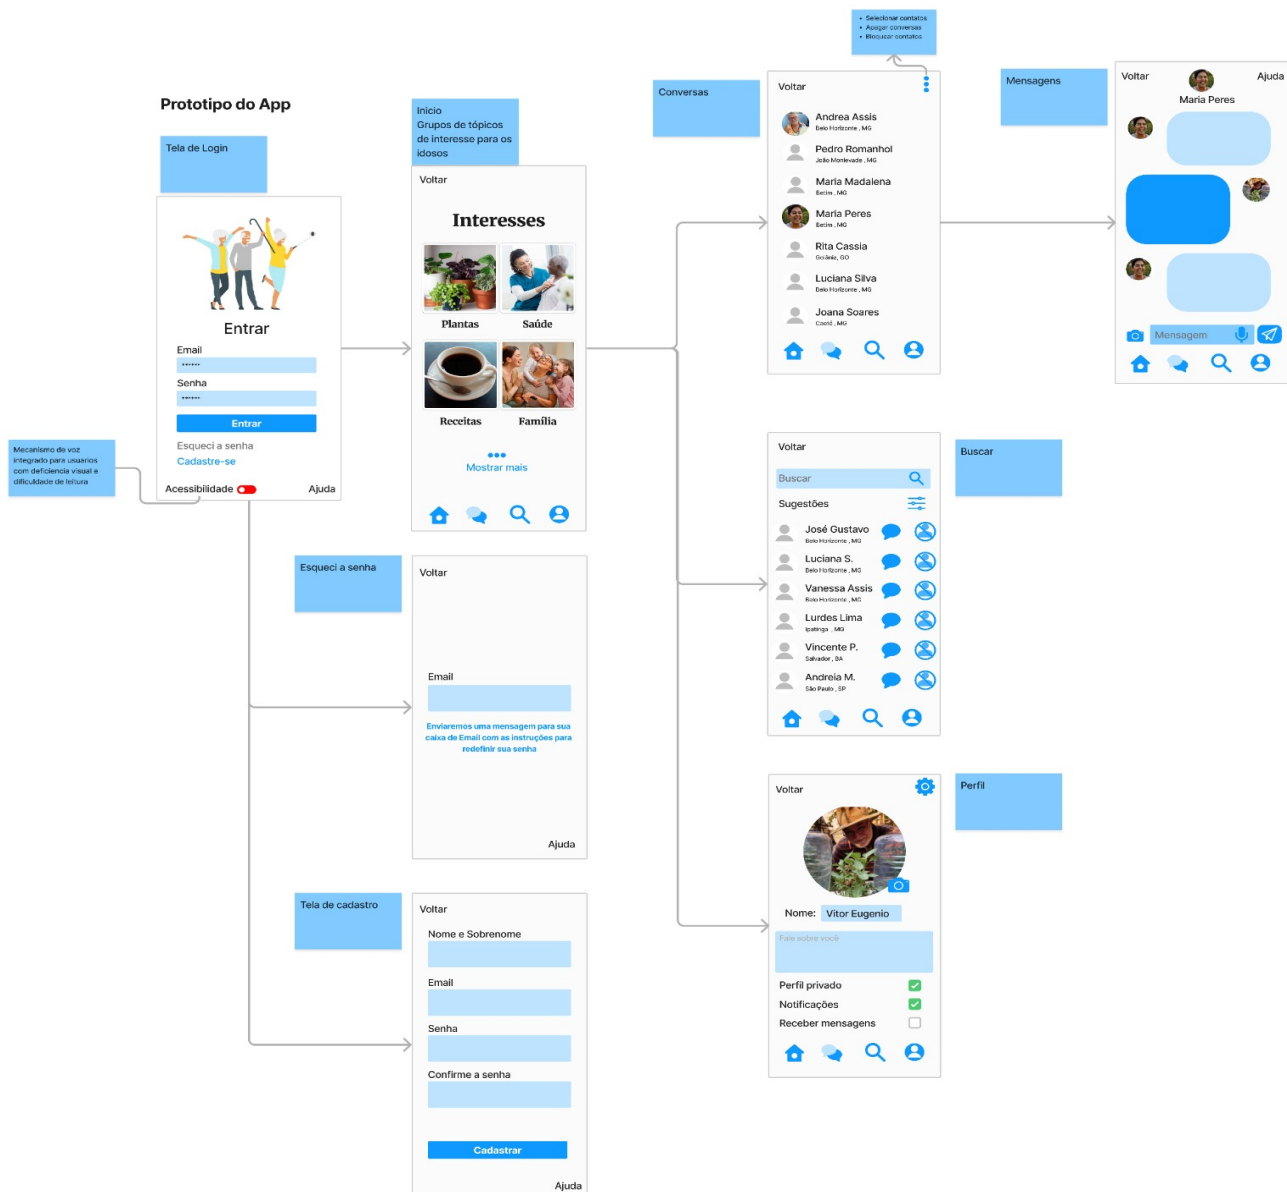 Prototipo do App
Tela de Login
Entrar
Email
******
Senha
******
Entrar
Esqueci a senha
Cadastre-se
Acessibilidade
Ajuda
Mecanismo de voz
integrado para usuarios
com deficiencia visual e
dificuldade de leitura
Inicio
Grupos de tópicos
de interesse para os
idosos
Voltar
Interesses
Plantas
Saúde
Receitas
Família
Mostrar mais
Esqueci a senha
Voltar
Email
Enviaremos uma mensagem para sua
caixa de Email com as instruções para
redefinir sua senha
Ajuda
Tela de cadastro
Voltar
Nome e Sobrenome
Email
Senha
Confirme a senha
Cadastrar
Ajuda
• Selecionar contatos
• Apagar conversas
• Bloquear contatos
Conversas
Voltar
Andrea Assis
Belo Horizonte , MG
Pedro Romanhol
João Monlevade , MG
Maria Madalena
Betim , MG
Maria Peres
Betim , MG
Rita Cassia
Goiânia, GO
Luciana Silva
Belo Horizonte , MG
Joana Soares
Caeté , MG
Mensagens
Voltar
Ajuda
Maria Peres
Mensagem
Buscar
Voltar
Buscar
Sugestões
José Gustavo
Belo Horizonte , MG
Luciana S.
Belo Horizonte , MG
Vanessa Assis
Belo Horizonte , MG
Lurdes Lima
Ipatinga , MG
Vincente P.
Salvador , BA
Andreia M.
São Paulo , SP
Perfil
Voltar
Nome: Vitor Eugenio
Fale sobre você
Perfil privado
Notificações
Receber mensagens